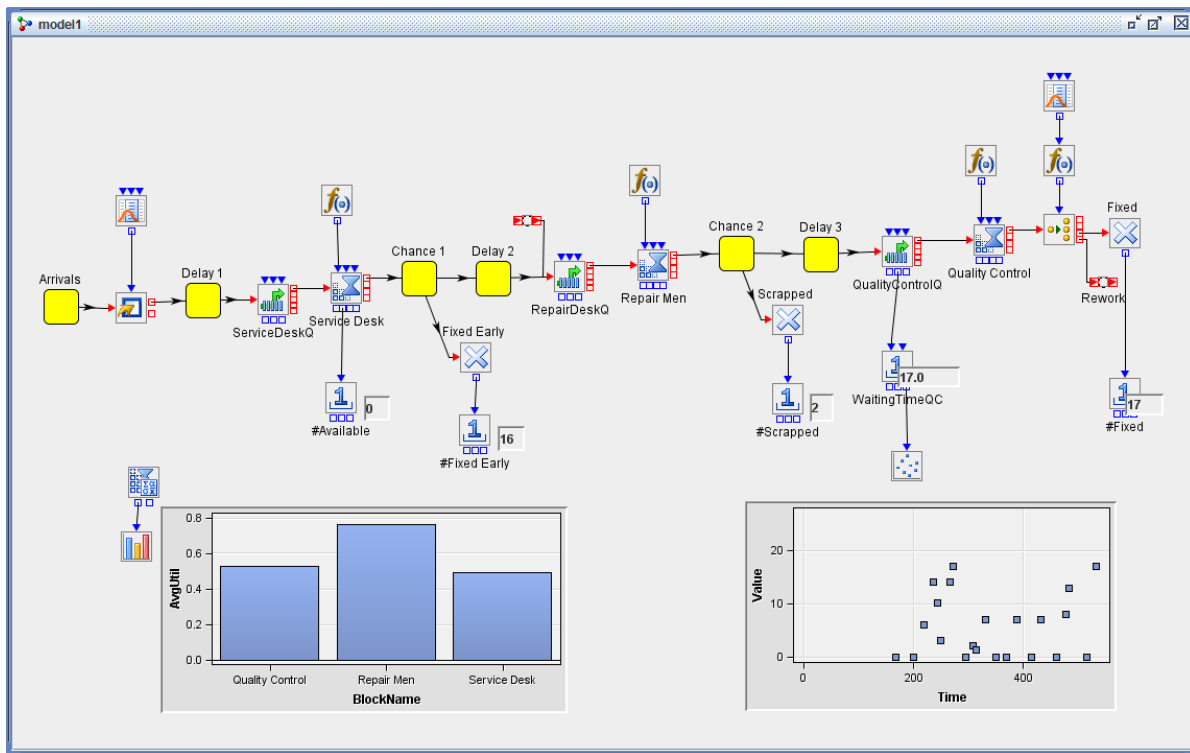 model1
Arrivals
Delay 1
ServiceDeskQ
Service Desk
Chance 1
Delay 2
Fixed Early
RepairDeskQ
Repair Men
Chance 2
Delay 3
Scrapped
QualityControlQ
Quality Control
Fixed
Rework
0
#Available
16
#Fixed Early
2
#Scrapped
17.0
WaitingTimeQC
17
#Fixed
0.8
0.6
0.4
0.2
0.0
AvgUtil
Quality Control
Repair Men
Service Desk
BlockName
20
10
0
Value
0
200
400
Time